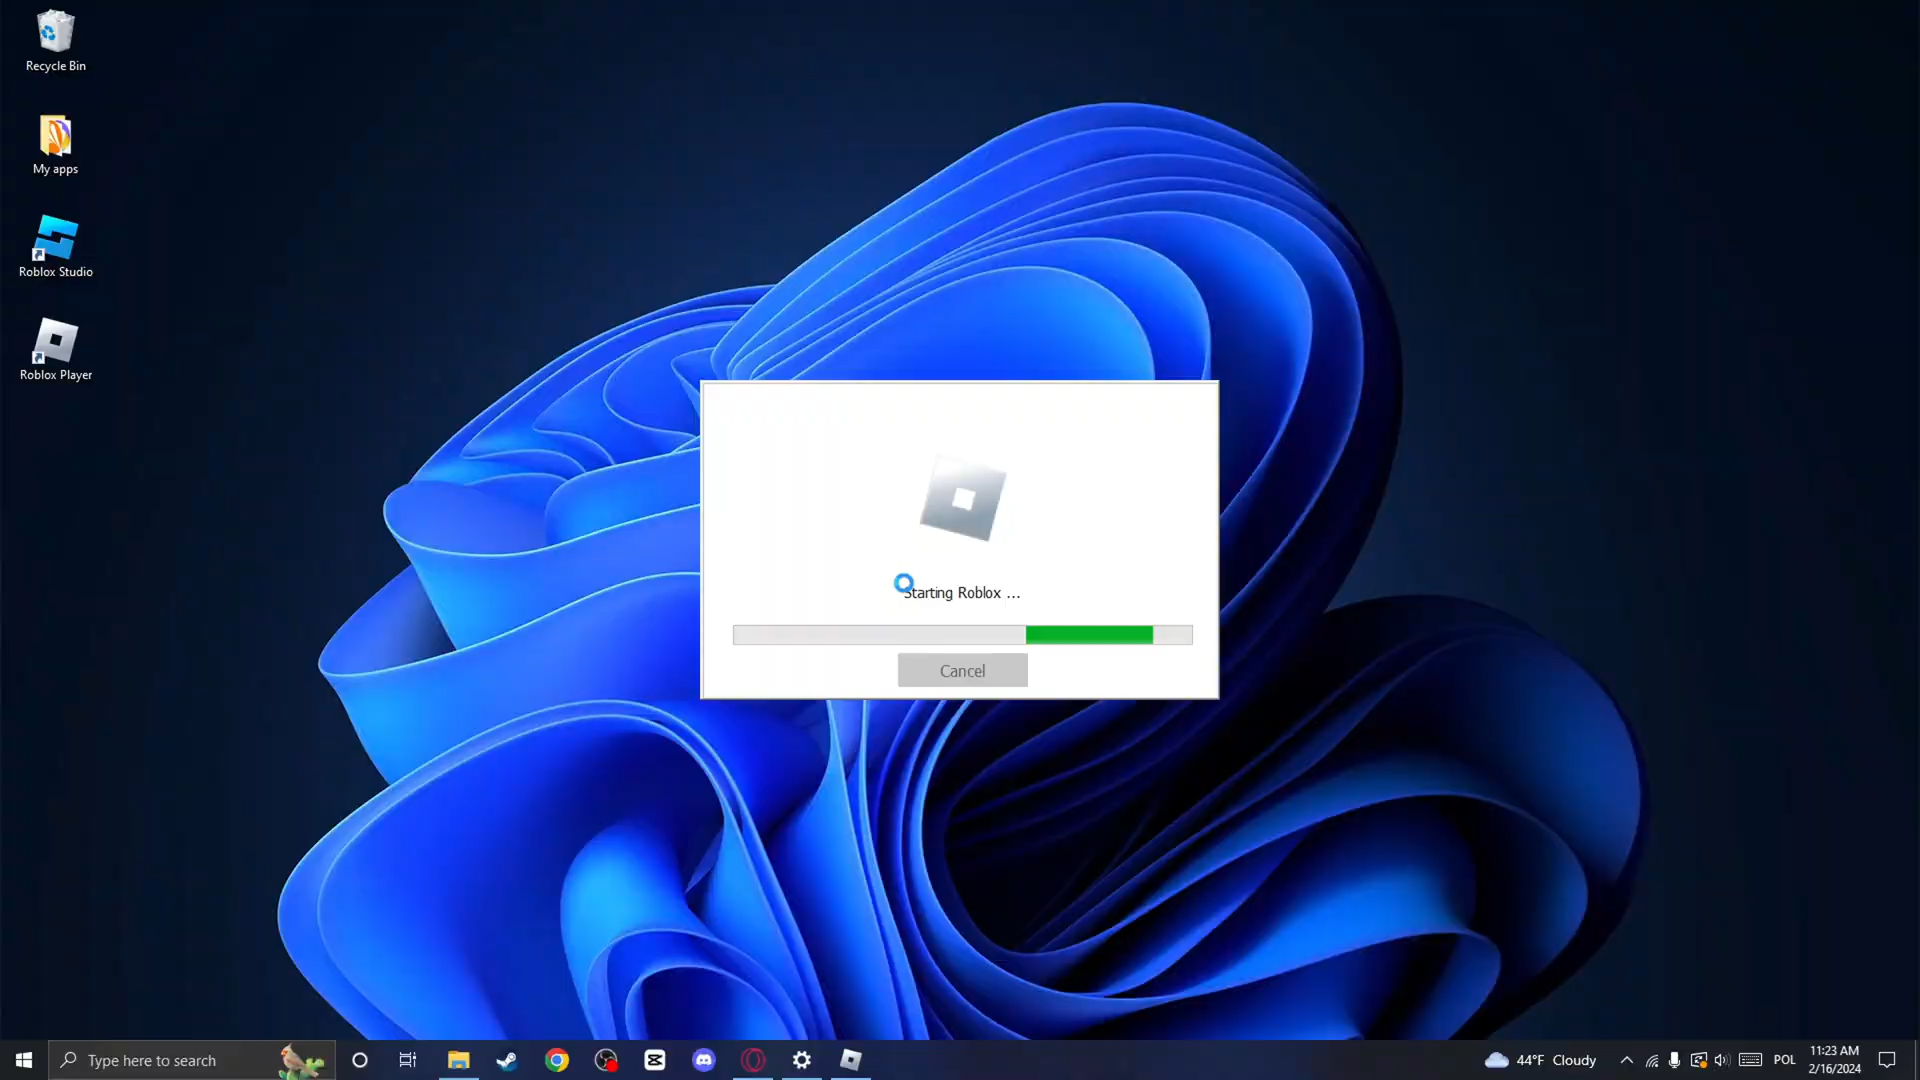 Recycle Bin
My apps
Roblox Studio
Roblox Player
Starting Roblox ...
Cancel
Type here to search
44°F Cloudy
POL
11:23 AM
2/16/2024